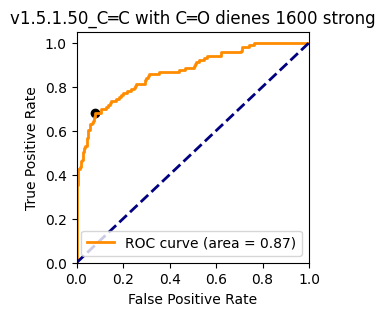 v1.5.1.50_C=C with C=O dienes 1600 strong
True Positive Rate
1.0
0.8
0.6
0.4
0.2
0.0
ROC curve (area = 0.87)
0.0 0.2 0.4 0.6 0.8 1.0
False Positive Rate